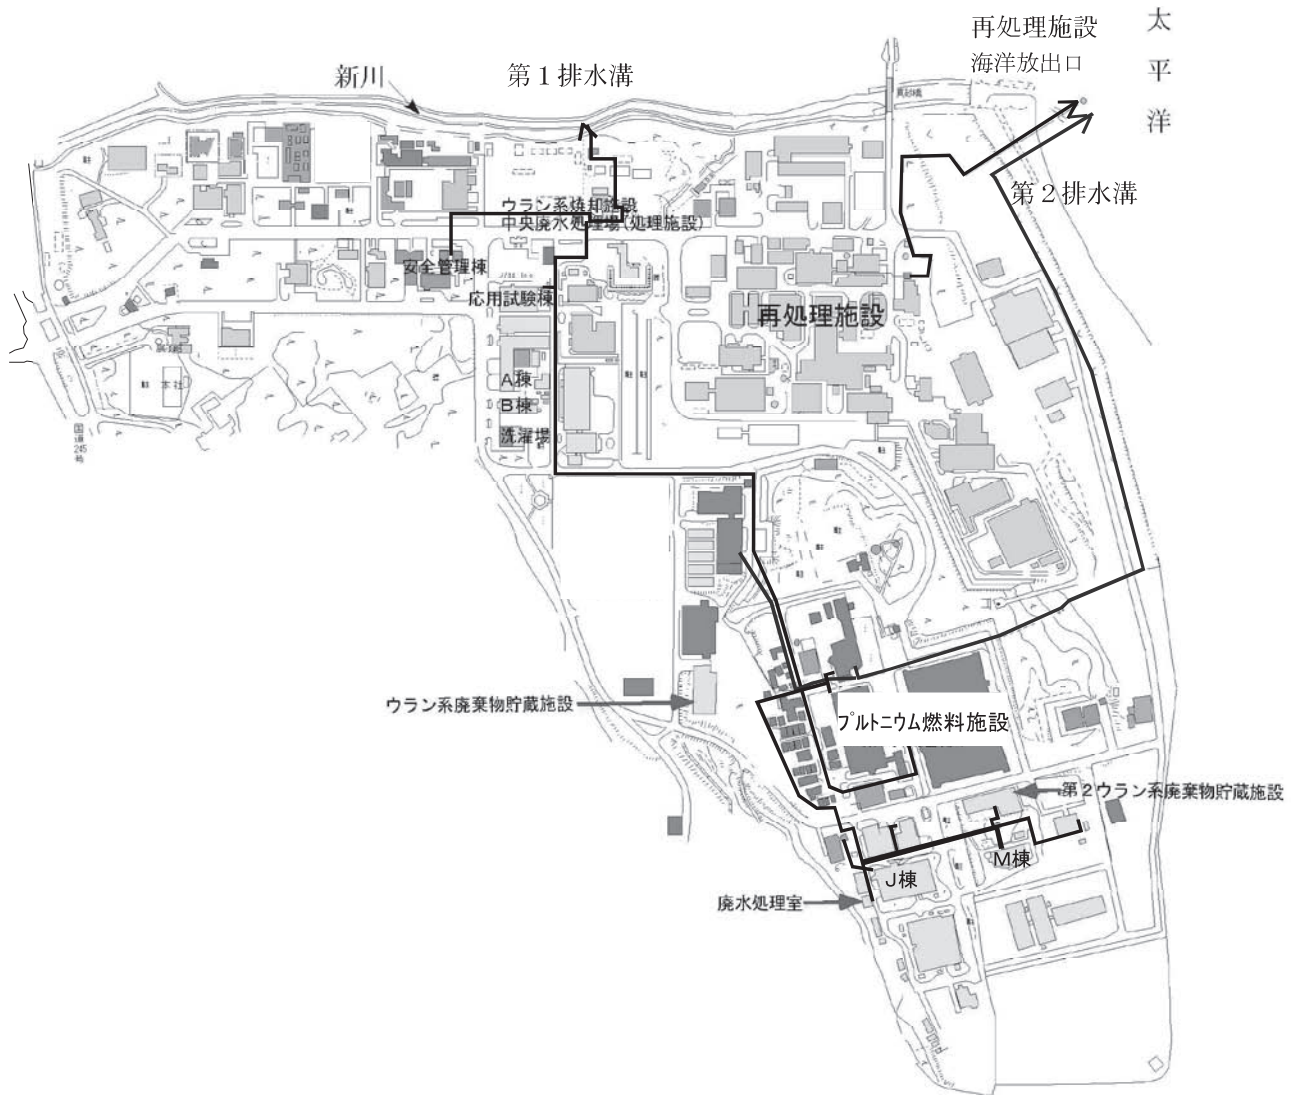 再処理施設
海洋放出口
太
平
洋
新川
第1排水溝
第2排水溝
ウラン系焼却施設
中央廃水処理場(処理施設)
安全管理棟
応用試験棟
再処理施設
A棟
B棟
洗濯場
本社
国道245号
ウラン系廃棄物貯蔵施設
プルトニウム燃料施設
第2ウラン系廃棄物貯蔵施設
M棟
J棟
廃水処理室